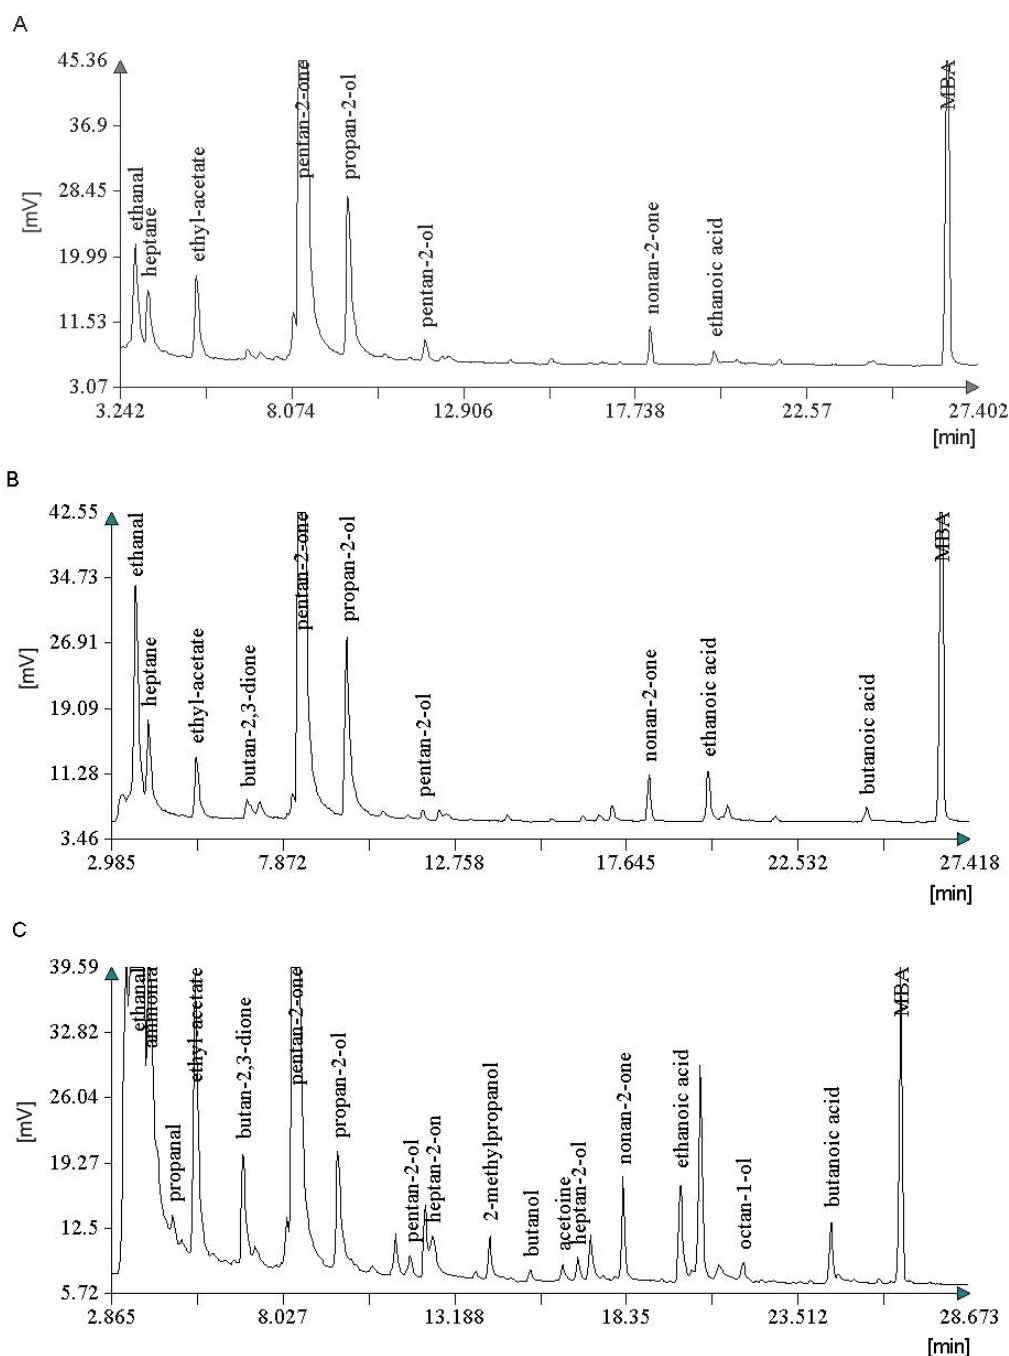 A
45.36
36.9
28.45
19.99
11.53
3.07
[mV]
ethanal
heptane
ethyl-acetate
pentan-2-one
propan-2-ol
pentan-2-ol
nonan-2-one
ethanoic acid
MBA
3.242 8.074 12.906 17.738 22.57 27.402
[min]
B
42.55
34.73
26.91
19.09
11.28
3.46
[mV]
ethanal
heptane
ethyl-acetate
butan-2,3-dione
pentan-2-one
propan-2-ol
pentan-2-ol
nonan-2-one
ethanoic acid
butanoic acid
MBA
2.985 7.872 12.758 17.645 22.532 27.418
[min]
C
39.59
32.82
26.04
19.27
12.5
5.72
[mV]
ethanal
ammonia
propanal
ethyl-acetate
butan-2,3-dione
pentan-2-one
propan-2-ol
pentan-2-ol
heptan-2-on
2-methylpropanol
butanol
acetoine
heptan-2-ol
nonan-2-one
ethanoic acid
octan-1-ol
butanoic acid
MBA
2.865 8.027 13.188 18.35 23.512 28.673
[min]